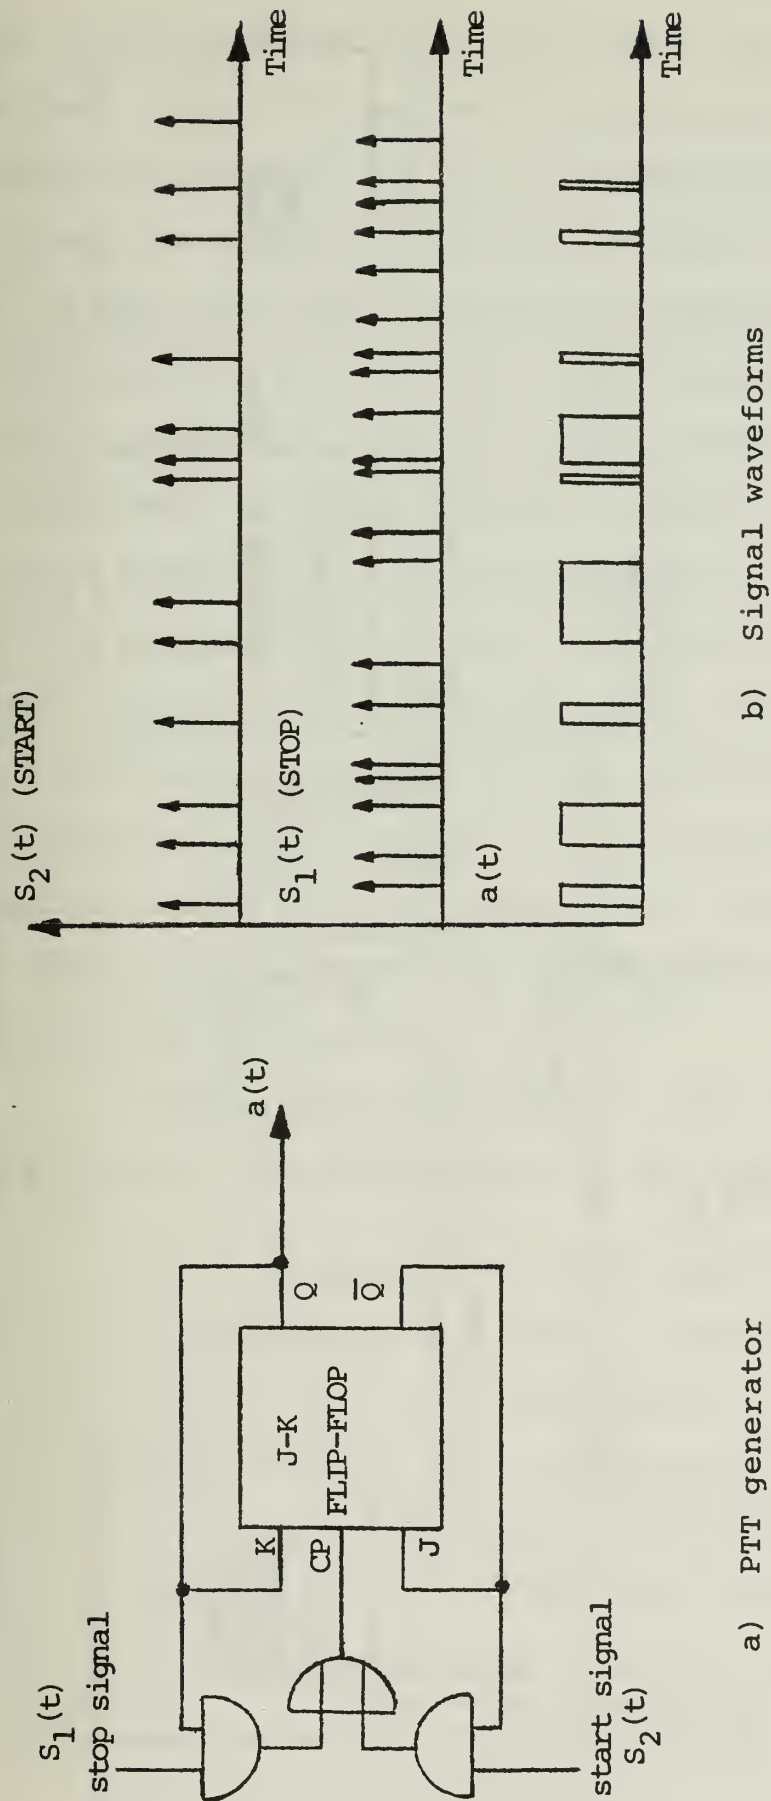 S1(t)
stop signal
K
CP
J
J-K
FLIP-FLOP
Q
Q̅
a(t)
start signal
S2(t)
a) PTT generator
S2(t) (START)
Time
S1(t) (STOP)
Time
a(t)
Time
b) Signal waveforms